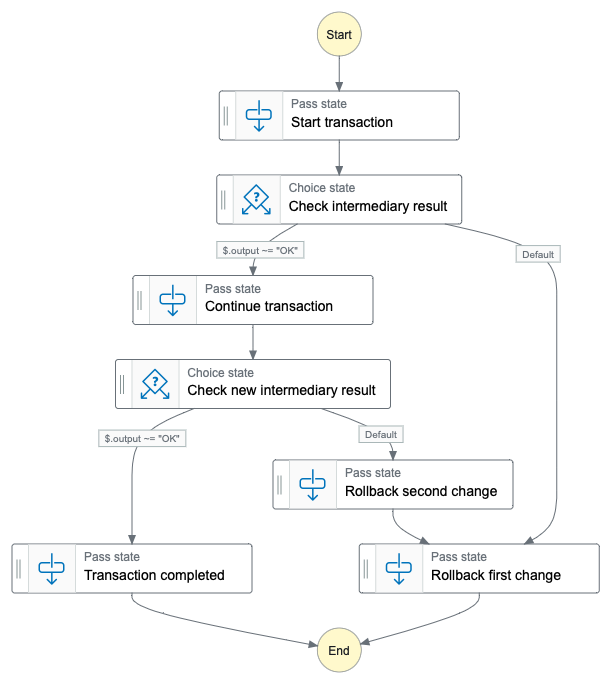 Start
Pass state
Start transaction
Choice state
Check intermediary result
$.output ~= "OK"
Default
Pass state
Continue transaction
Choice state
Check new intermediary result
$.output ~= "OK"
Default
Pass state
Rollback second change
Pass state
Transaction completed
Pass state
Rollback first change
End